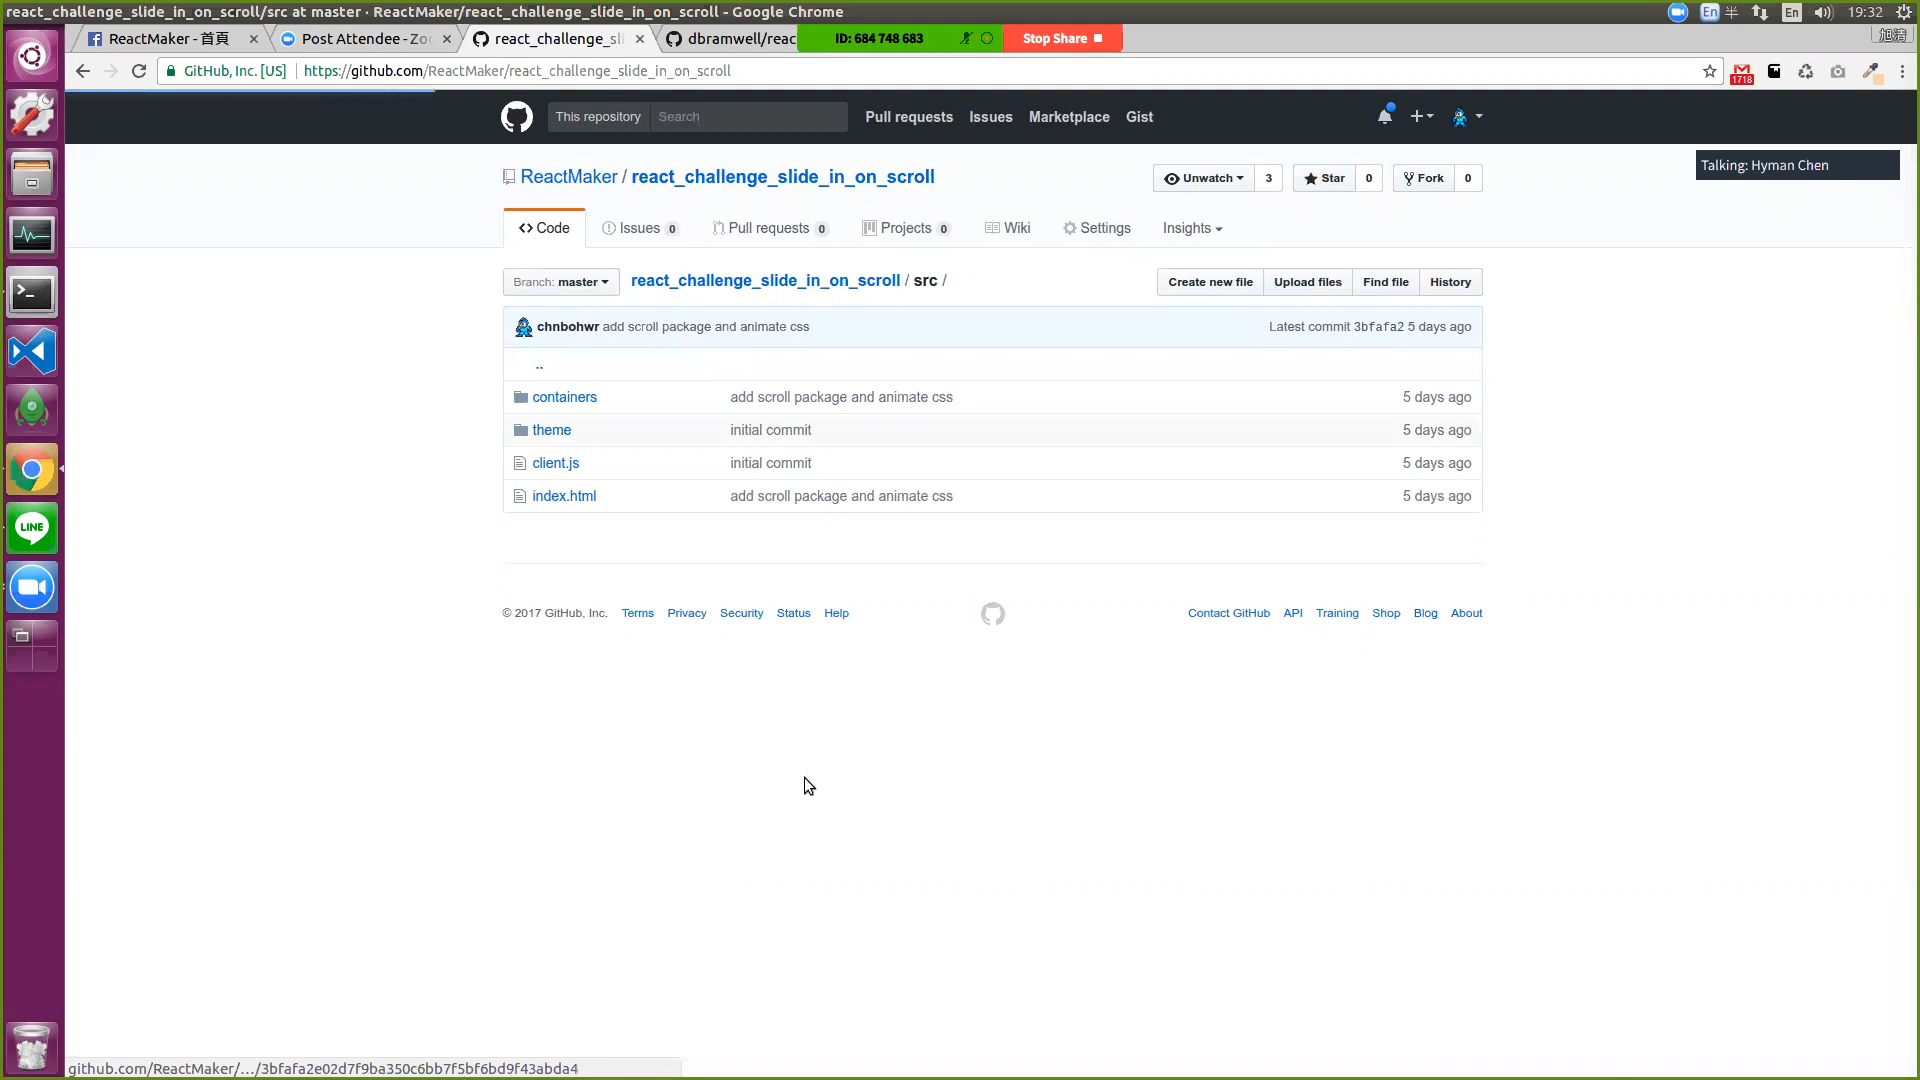 react_challenge_slide_in_on_scroll/src at master · ReactMaker/react_challenge_slide_in_on_scroll - Google Chrome
En 半 En 19:32
ReactMaker - 首頁
Post Attendee - Zo
react_challenge_sli
dbramwell/reac
ID: 684 748 683
Stop Share
旭清
GitHub, Inc. [US] https://github.com/ReactMaker/react_challenge_slide_in_on_scroll
1718
This repository Search Pull requests Issues Marketplace Gist
Talking: Hyman Chen
ReactMaker / react_challenge_slide_in_on_scroll
Unwatch 3 Star 0 Fork 0
Code Issues 0 Pull requests 0 Projects 0 Wiki Settings Insights
Branch: master react_challenge_slide_in_on_scroll / src / Create new file Upload files Find file History
chnbohwr add scroll package and animate css Latest commit 3bfafa2 5 days ago
..
containers add scroll package and animate css 5 days ago
theme initial commit 5 days ago
client.js initial commit 5 days ago
index.html add scroll package and animate css 5 days ago
LINE
© 2017 GitHub, Inc. Terms Privacy Security Status Help Contact GitHub API Training Shop Blog About
github.com/ReactMaker/.../3bfafa2e02d7f9ba350c6bb7f5bf6bd9f43abda4